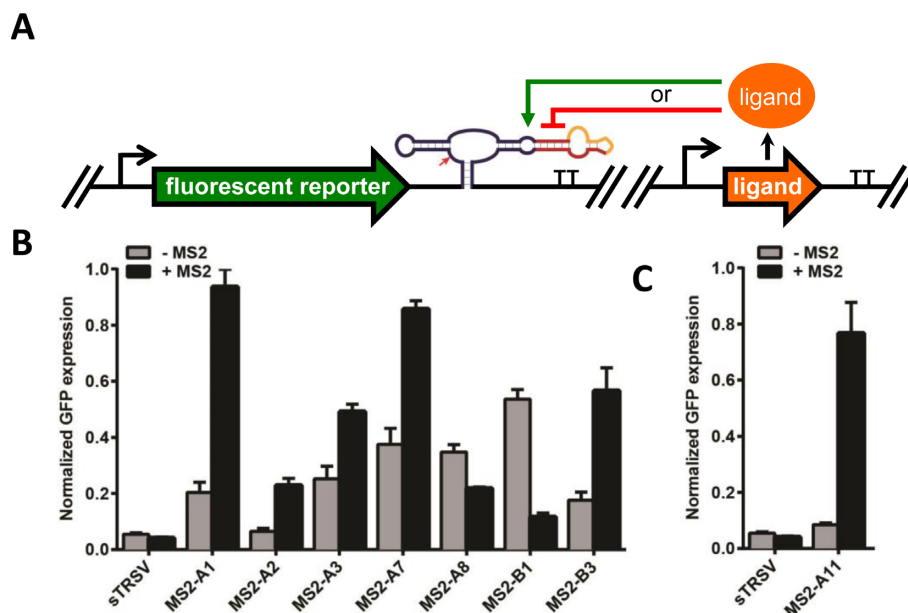 A
ligand
or
fluorescent reporter
TT
ligand
TT
B
- MS2
+ MS2
Normalized GFP expression
1.0
0.8
0.6
0.4
0.2
0.0
sTRSV
MS2-A1
MS2-A2
MS2-A3
MS2-A7
MS2-A8
MS2-B1
MS2-B3
C
- MS2
+ MS2
Normalized GFP expression
1.0
0.8
0.6
0.4
0.2
0.0
sTRSV
MS2-A11